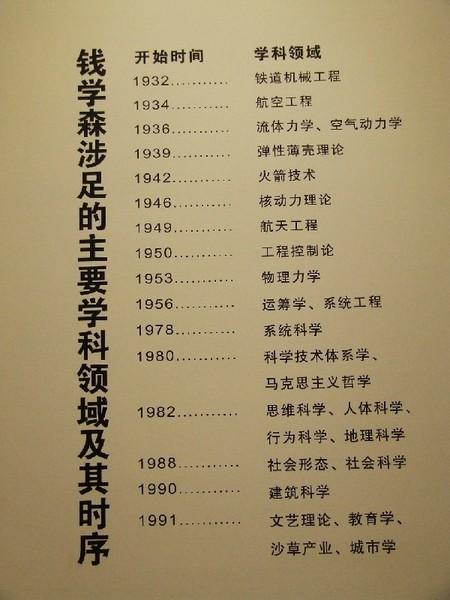 钱学森涉足的主要学科领域及其时序
开始时间 学科领域
1932........... 铁道机械工程
1934........... 航空工程
1936........... 流体力学、空气动力学
1939........... 弹性薄壳理论
1942........... 火箭技术
1946........... 核动力理论
1949........... 航天工程
1950........... 工程控制论
1953........... 物理力学
1956........... 运筹学、系统工程
1978........... 系统科学
1980........... 科学技术体系学、
马克思主义哲学
1982........... 思维科学、人体科学、
行为科学、地理科学
1988........... 社会形态、社会科学
1990........... 建筑科学
1991........... 文艺理论、教育学、
沙草产业、城市学